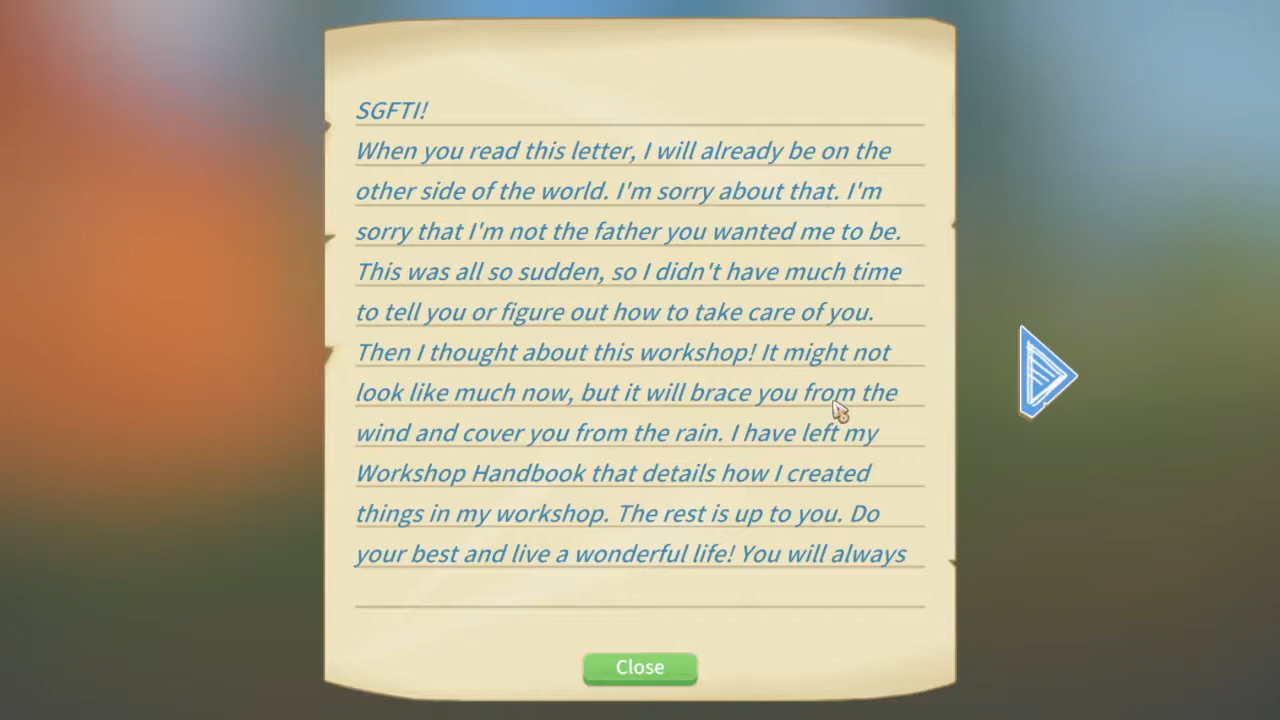 SGFTI!
When you read this letter, I will already be on the
other side of the world. I'm sorry about that. I'm
sorry that I'm not the father you wanted me to be.
This was all so sudden, so I didn't have much time
to tell you or figure out how to take care of you.
Then I thought about this workshop! It might not
look like much now, but it will brace you from the
wind and cover you from the rain. I have left my
Workshop Handbook that details how I created
things in my workshop. The rest is up to you. Do
your best and live a wonderful life! You will always
Close